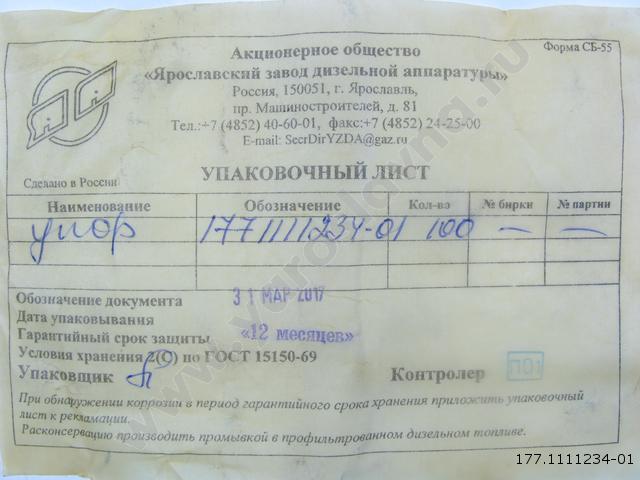 Форма СБ-55
Акционерное общество
«Ярославский завод дизельной аппаратуры»
Россия, 150051, г. Ярославль,
пр. Машиностроителей, д. 81
Тел.:+7 (4852) 40-60-01, факс:+7 (4852) 24-25-00
E-mail: SecrDirYZDA@gaz.ru
УПАКОВОЧНЫЙ ЛИСТ
Сделано в России
Наименование Обозначение Кол-во № бирки № партии
упор 177 1111234-01 100 — —
Обозначение документа 31 МАР 2017
Дата упаковывания
Гарантийный срок защиты «12 месяцев»
Условия хранения 2(С) по ГОСТ 15150-69
Упаковщик Контролер П01
При обнаружении коррозии в период гарантийного срока хранения приложить упаковочный
лист к рекламации.
Расконсервацию производить промывкой в профильтрованном дизельном топливе.
www.yaroslavna.ru
177.1111234-01